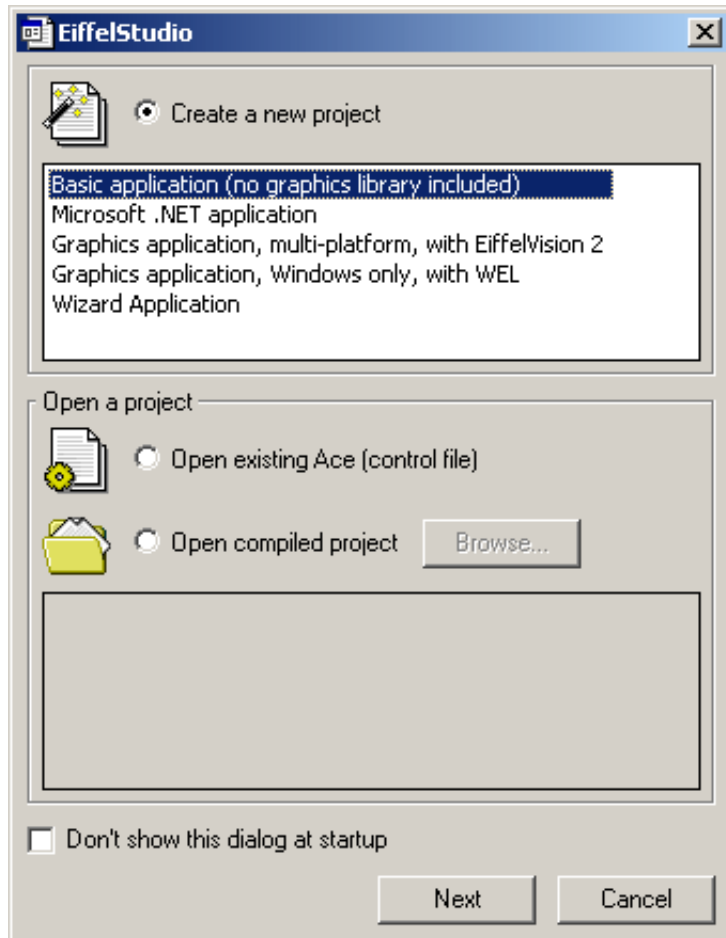 EiffelStudio
Create a new project
Basic application (no graphics library included)
Microsoft .NET application
Graphics application, multi-platform, with EiffelVision 2
Graphics application, Windows only, with WEL
Wizard Application
Open a project
Open existing Ace (control file)
Open compiled project Browse...
Don't show this dialog at startup
Next Cancel